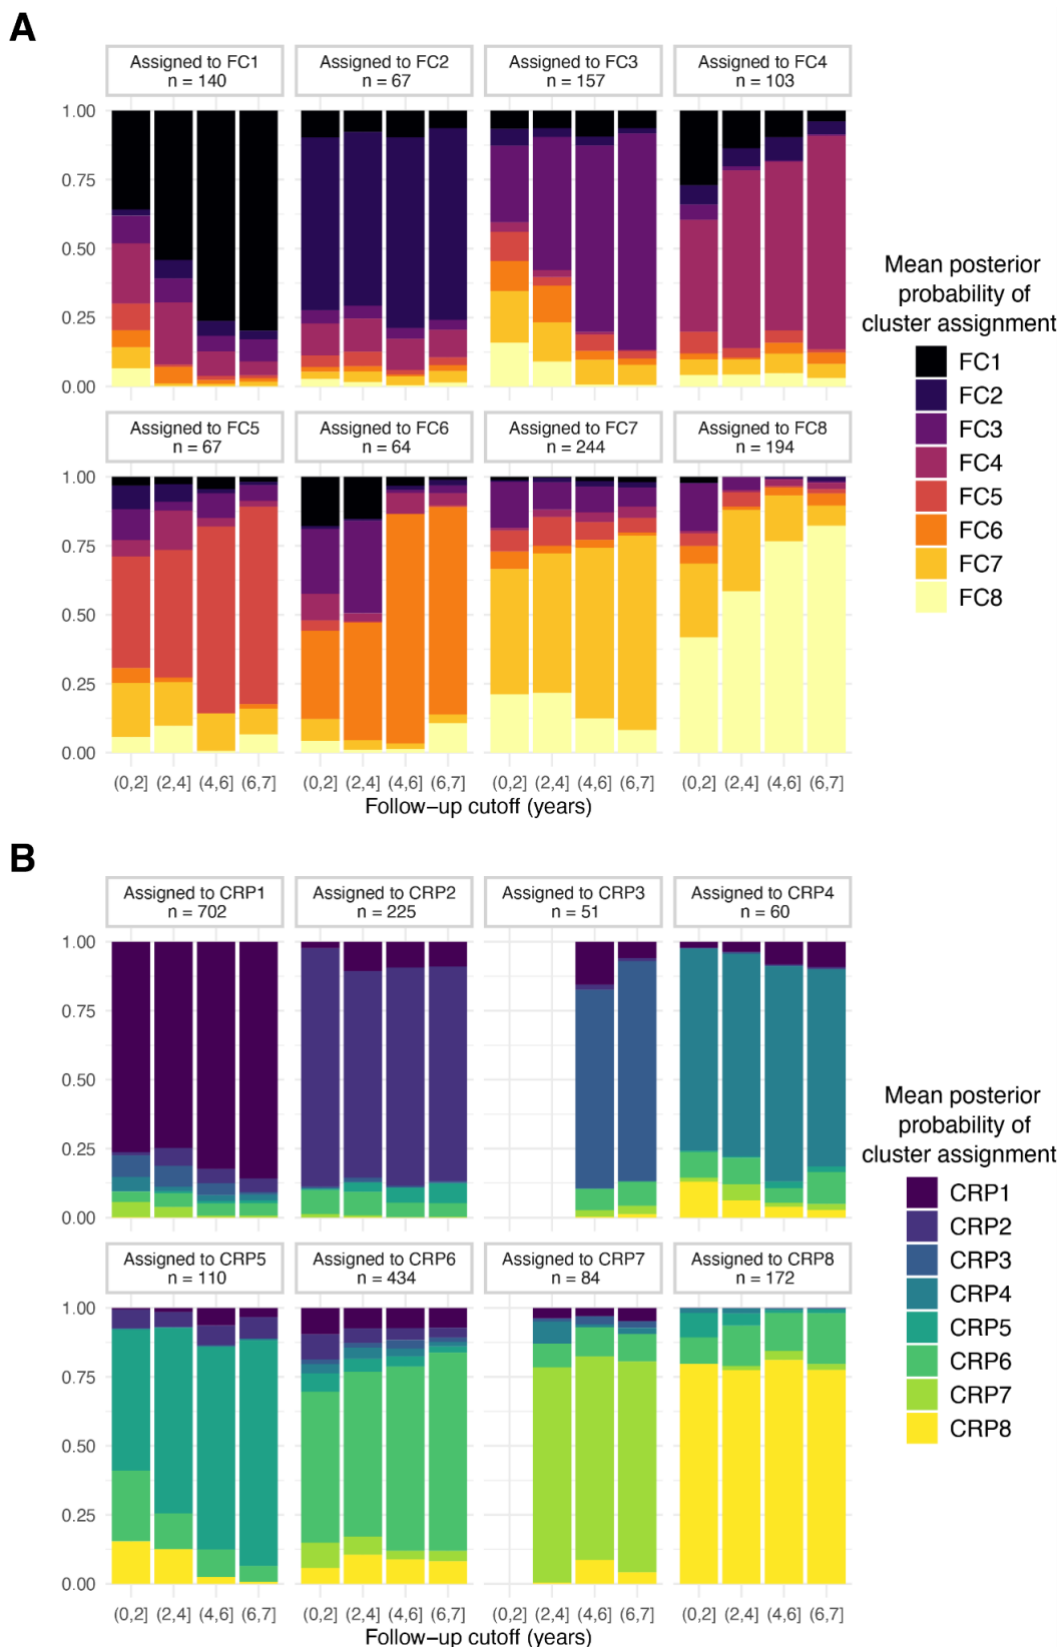 A
Assigned to FC1
n = 140
Assigned to FC2
n = 67
Assigned to FC3
n = 157
Assigned to FC4
n = 103
1.00
0.75
0.50
0.25
0.00
Assigned to FC5
n = 67
Assigned to FC6
n = 64
Assigned to FC7
n = 244
Assigned to FC8
n = 194
1.00
0.75
0.50
0.25
0.00
(0,2] (2,4] (4,6] (6,7]
(0,2] (2,4] (4,6] (6,7]
(0,2] (2,4] (4,6] (6,7]
(0,2] (2,4] (4,6] (6,7]
Follow−up cutoff (years)
Mean posterior
probability of
cluster assignment
FC1
FC2
FC3
FC4
FC5
FC6
FC7
FC8
B
Assigned to CRP1
n = 702
Assigned to CRP2
n = 225
Assigned to CRP3
n = 51
Assigned to CRP4
n = 60
1.00
0.75
0.50
0.25
0.00
Assigned to CRP5
n = 110
Assigned to CRP6
n = 434
Assigned to CRP7
n = 84
Assigned to CRP8
n = 172
1.00
0.75
0.50
0.25
0.00
(0,2] (2,4] (4,6] (6,7]
(0,2] (2,4] (4,6] (6,7]
(0,2] (2,4] (4,6] (6,7]
(0,2] (2,4] (4,6] (6,7]
Follow−up cutoff (years)
Mean posterior
probability of
cluster assignment
CRP1
CRP2
CRP3
CRP4
CRP5
CRP6
CRP7
CRP8